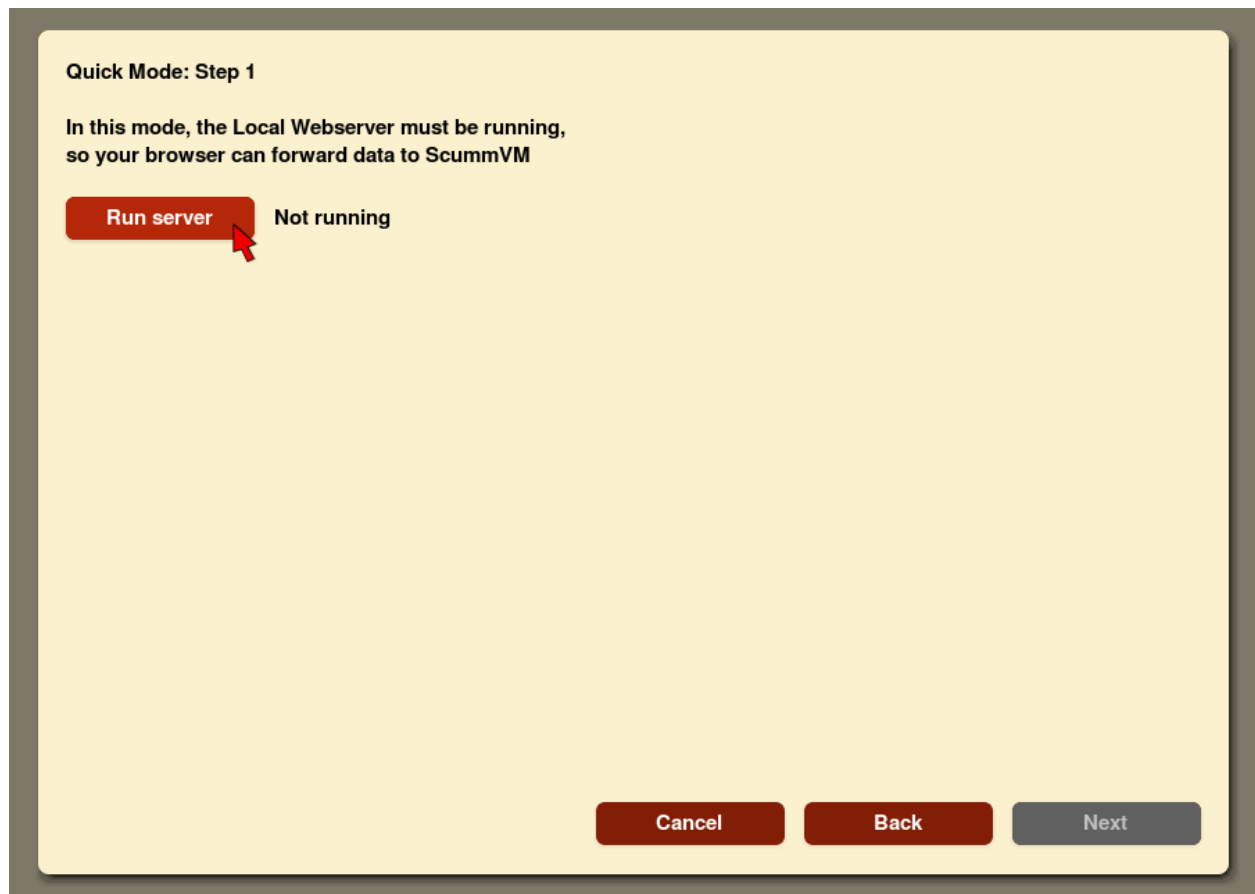 Quick Mode: Step 1
In this mode, the Local Webserver must be running,
so your browser can forward data to ScummVM
Run server
Not running
Cancel
Back
Next